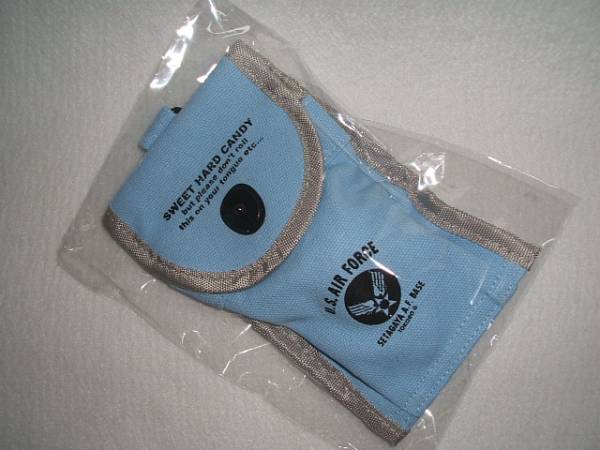 SWEET HARD CANDY
but please don't roll
this on your tongue etc...
U.S. AIR FORCE
SETAGAYA A.F. BASE